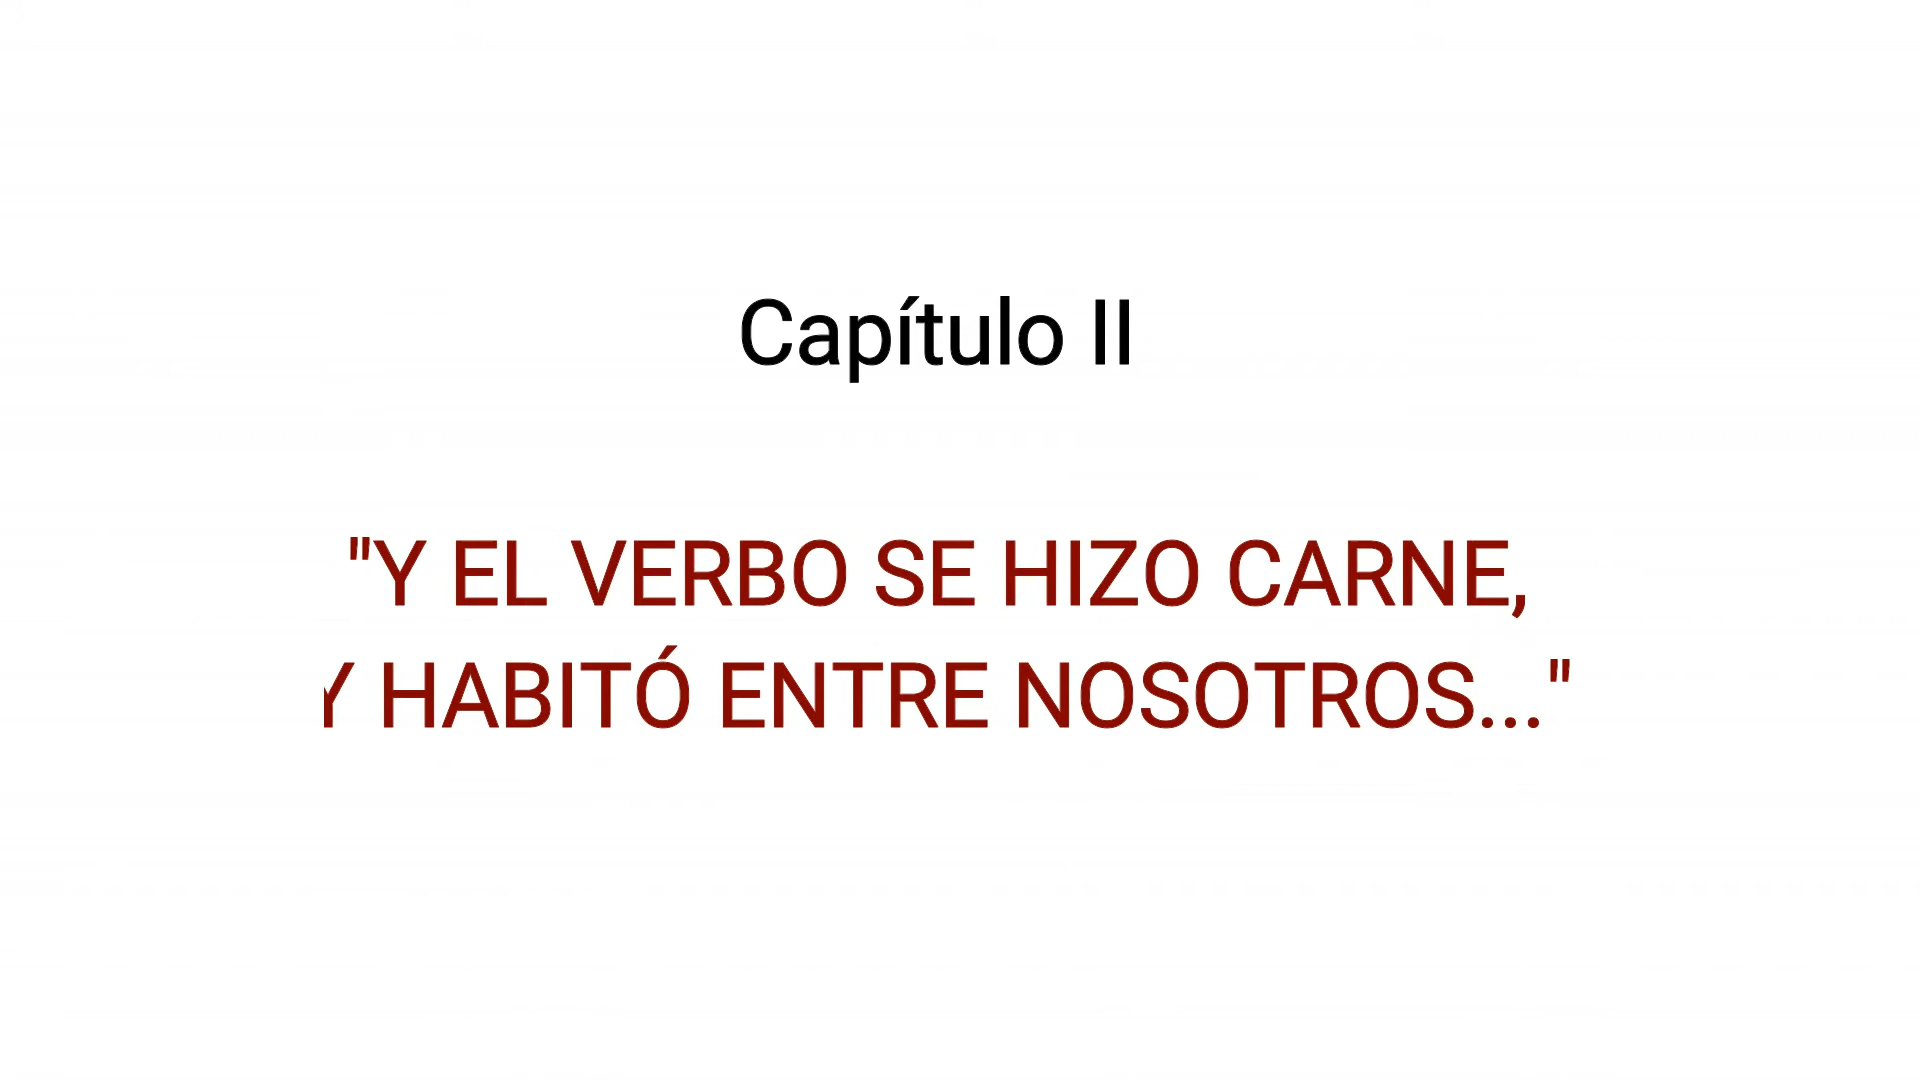 Capítulo II
"Y EL VERBO SE HIZO CARNE,
Y HABITÓ ENTRE NOSOTROS..."